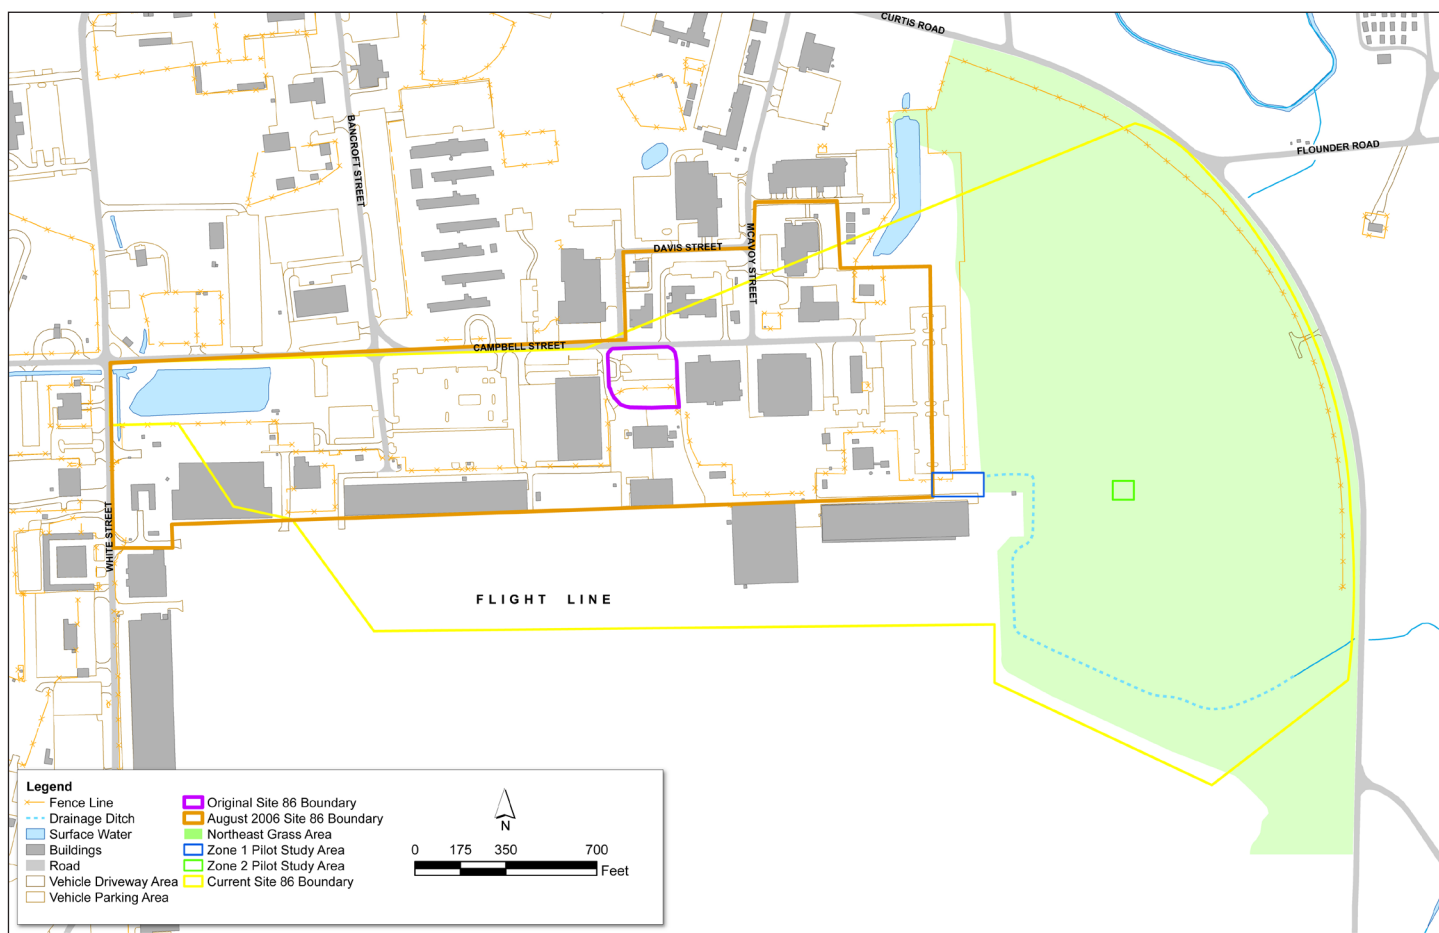 CURTIS ROAD
FLOUNDER ROAD
BANCROFT STREET
DAVIS STREET
MCAVOY STREET
CAMPBELL STREET
WHITE STREET
FLIGHT LINE
Legend
Fence Line
Drainage Ditch
Surface Water
Buildings
Road
Vehicle Driveway Area
Vehicle Parking Area
Original Site 86 Boundary
August 2006 Site 86 Boundary
Northeast Grass Area
Zone 1 Pilot Study Area
Zone 2 Pilot Study Area
Current Site 86 Boundary
N
0 175 350 700
Feet